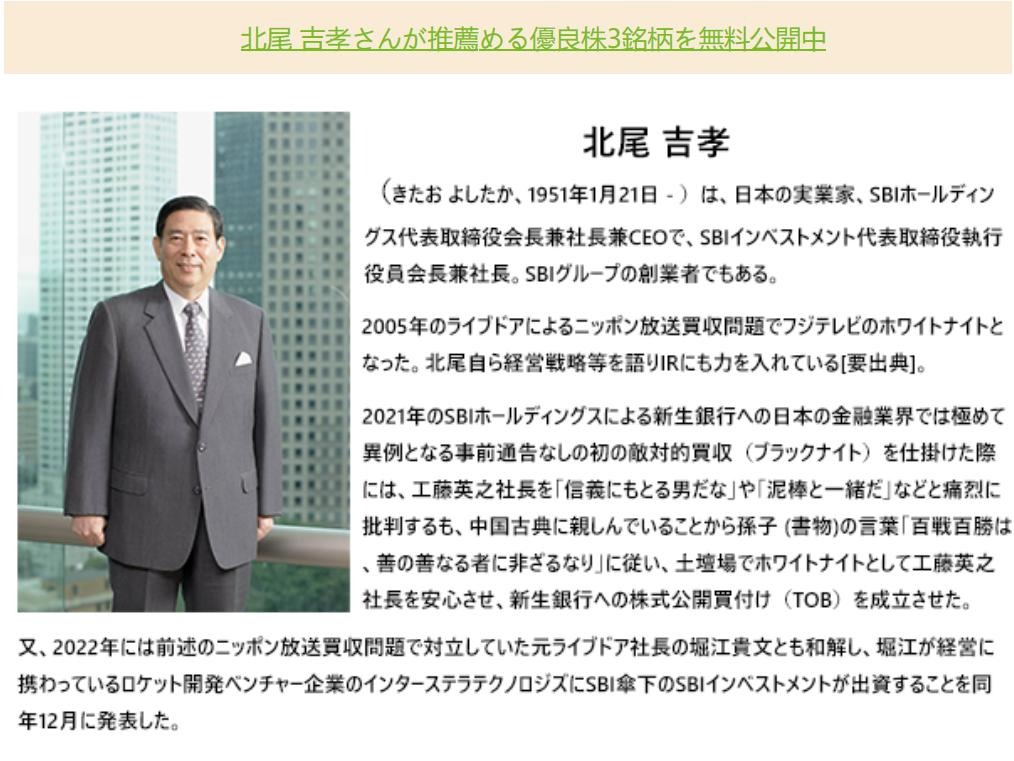 北尾 吉孝さんが推薦める優良株3銘柄を無料公開中
北尾 吉孝
（きたお よしたか、1951年1月21日 - ）は、日本の実業家、SBIホールディン
グス代表取締役会長兼社長兼CEOで、SBIインベストメント代表取締役執行
役員会長兼社長。SBIグループの創業者でもある。
2005年のライブドアによるニッポン放送買収問題でフジテレビのホワイトナイトと
なった。北尾自ら経営戦略等を語りIRにも力を入れている[要出典]。
2021年のSBIホールディングスによる新生銀行への日本の金融業界では極めて
異例となる事前通告なしの初の敵対的買収（ブラックナイト）を仕掛けた際
には、工藤英之社長を「信義にもとる男だな」や「泥棒と一緒だ」などと痛烈に
批判するも、中国古典に親しんでいることから孫子 (書物)の言葉「百戦百勝は
、善の善なる者に非ざるなり」に従い、土壇場でホワイトナイトとして工藤英之
社長を安心させ、新生銀行への株式公開買付け（TOB）を成立させた。
又、2022年には前述のニッポン放送買収問題で対立していた元ライブドア社長の堀江貴文とも和解し、堀江が経営に
携わっているロケット開発ベンチャー企業のインターステラテクノロジズにSBI傘下のSBIインベストメントが出資することを同
年12月に発表した。